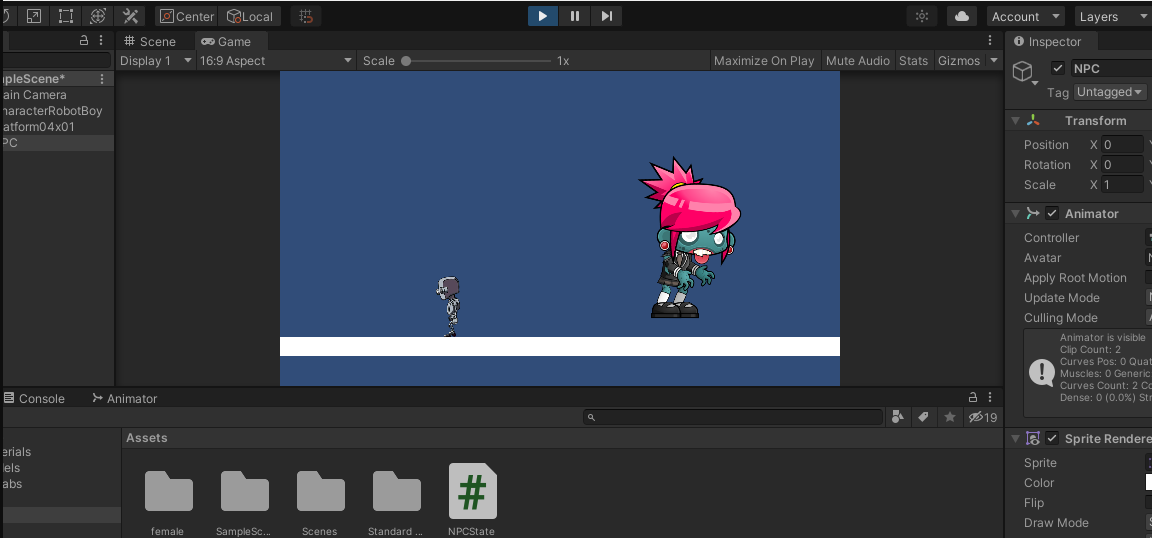 Center Local Account Layers
Scene Game Inspector
Display 1 16:9 Aspect Scale 1x Maximize On Play Mute Audio Stats Gizmos
NPC
Tag Untagged
mpleScene*
ain Camera
haracterRobotBoy
atform04x01
PC
Transform
Position X 0
Rotation X 0
Scale X 1
Animator
Controller
Avatar
Apply Root Motion
Update Mode
Culling Mode
Animator is visible
Clip Count: 2
Curves Pos: 0 Quat
Muscles: 0 Generic
Curves Count: 2 Co
Dense: 0 (0.0%) Str
Console Animator
19
Assets
erials
els
abs
female SampleSc... Scenes Standard ... NPCState
#
Sprite Rendere
Sprite
Color
Flip
Draw Mode